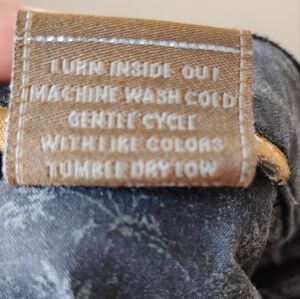 TURN INSIDE OUT
MACHINE WASH COLD
GENTLE CYCLE
WITH LIKE COLORS
TUMBLE DRY LOW